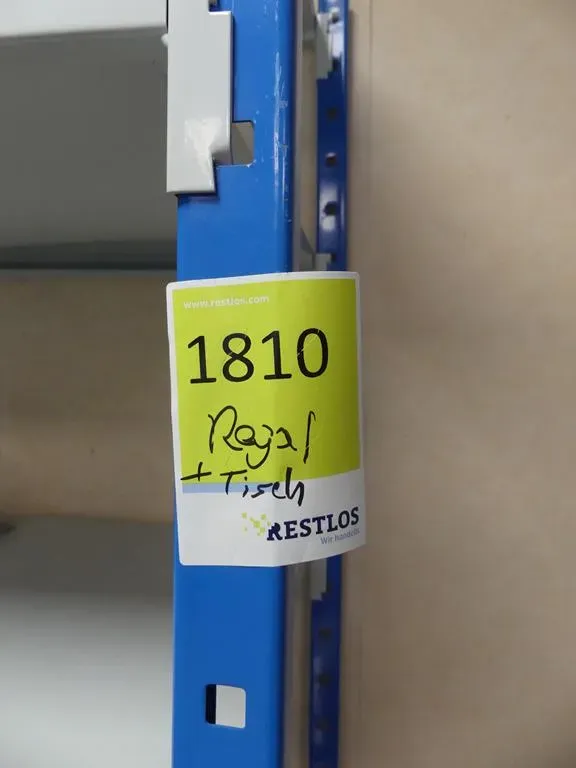 www.restlos.com
1810
Regal
+ Tisch
RESTLOS
Wir handeln